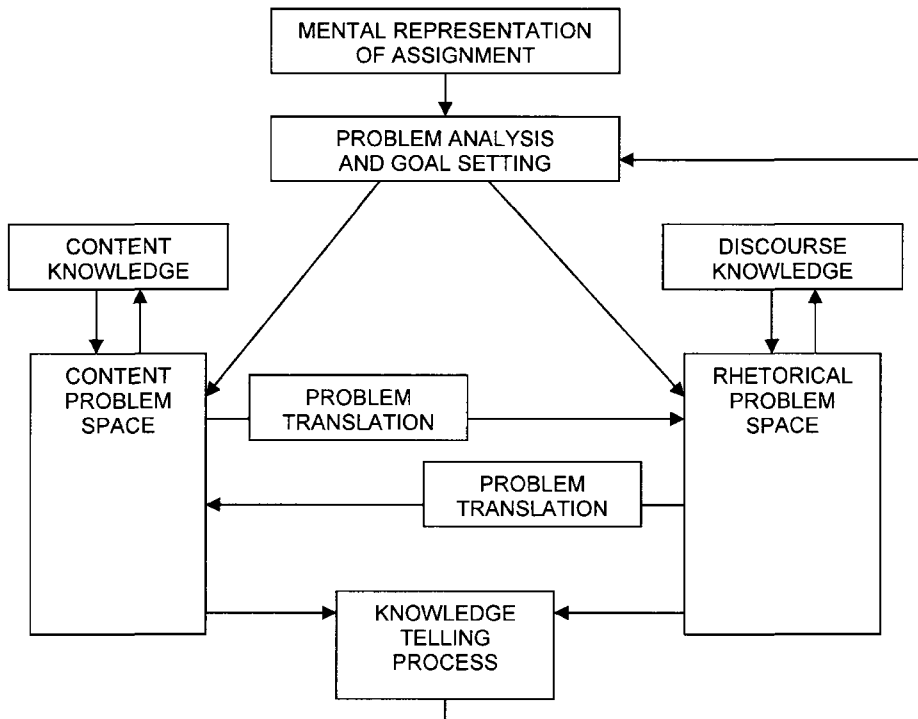 MENTAL REPRESENTATION
OF ASSIGNMENT
PROBLEM ANALYSIS
AND GOAL SETTING
CONTENT
KNOWLEDGE
DISCOURSE
KNOWLEDGE
CONTENT
PROBLEM
SPACE
PROBLEM
TRANSLATION
RHETORICAL
PROBLEM
SPACE
PROBLEM
TRANSLATION
KNOWLEDGE
TELLING
PROCESS